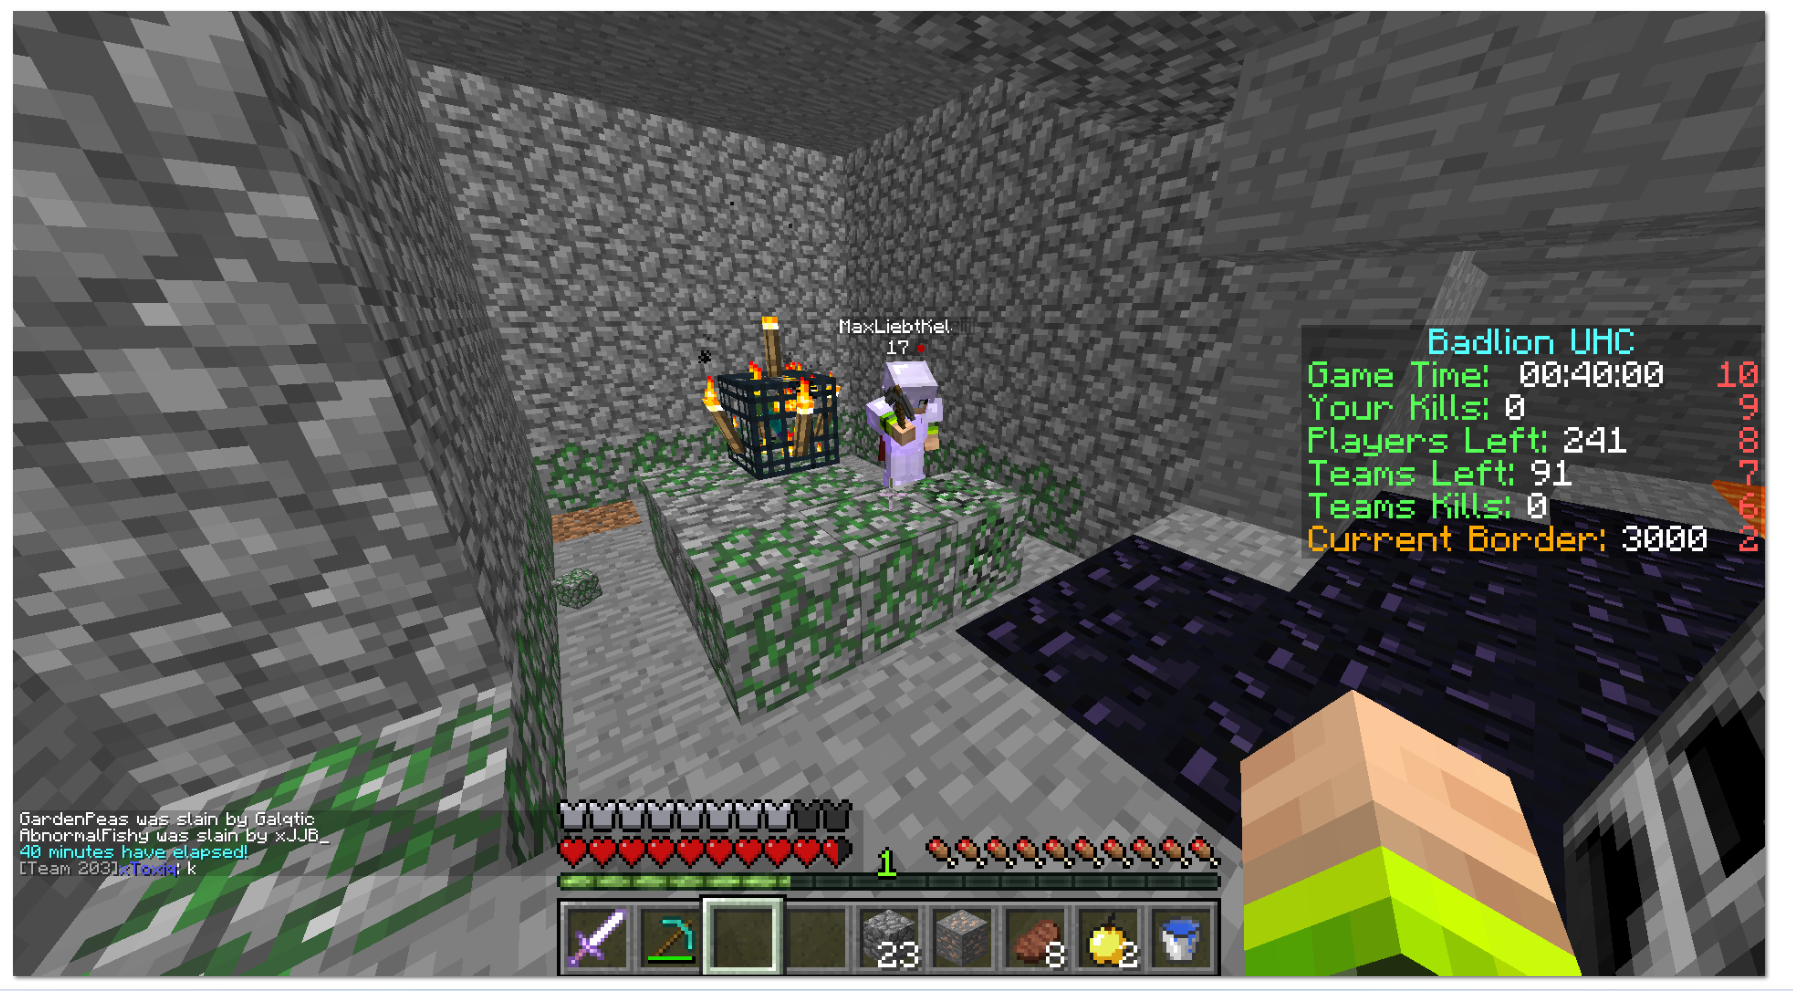 MaxLiebtKel
17
Badlion UHC
Game Time: 00:40:00 10
Your Kills: 0 9
Players Left: 241 8
Teams Left: 91 7
Teams Kills: 0 6
Current Border: 3000 2
GardenPeas was slain by Galqtic
AbnormalFishy was slain by xJJB_
40 minutes have elapsed!
[Team 203] : k
1
23 8 2